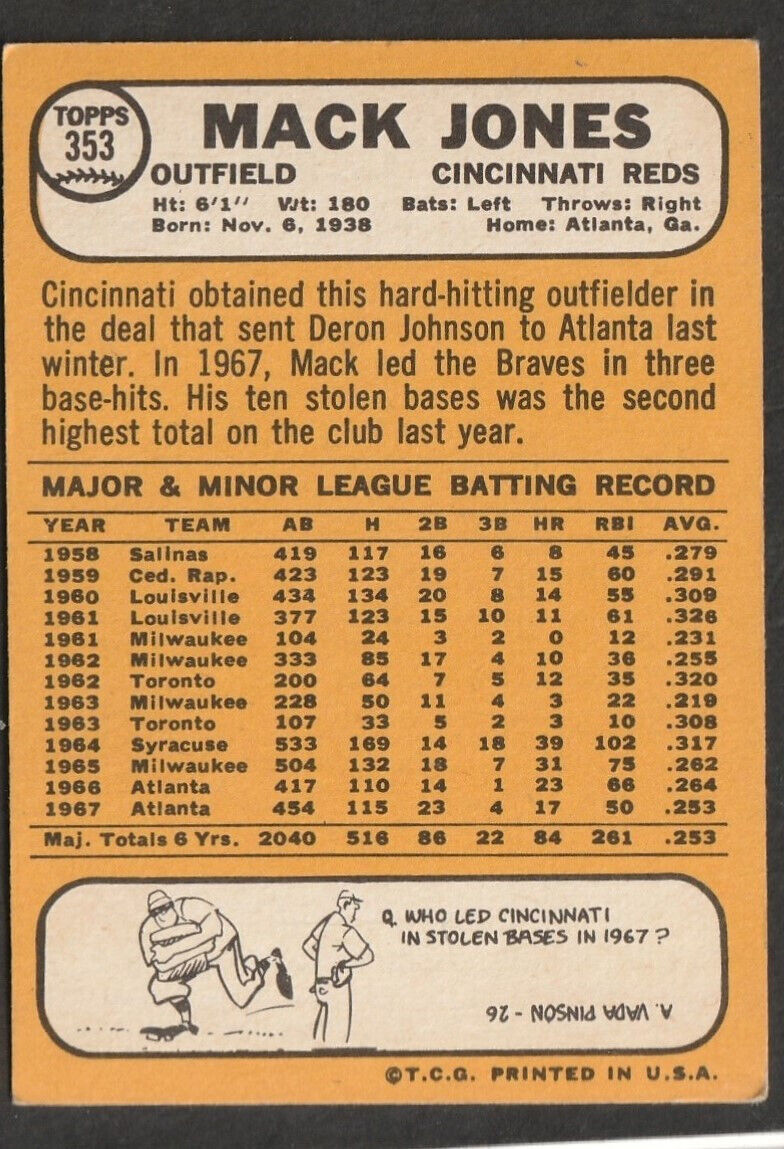 TOPPS
353
MACK JONES
OUTFIELD CINCINNATI REDS
Ht: 6'1" Wt: 180 Bats: Left Throws: Right
Born: Nov. 6, 1938 Home: Atlanta, Ga.
Cincinnati obtained this hard-hitting outfielder in
the deal that sent Deron Johnson to Atlanta last
winter. In 1967, Mack led the Braves in three
base-hits. His ten stolen bases was the second
highest total on the club last year.
MAJOR & MINOR LEAGUE BATTING RECORD
YEAR TEAM AB H 2B 3B HR RBI AVG.
1958 Salinas 419 117 16 6 8 45 .279
1959 Ced. Rap. 423 123 19 7 15 60 .291
1960 Louisville 434 134 20 8 14 55 .309
1961 Louisville 377 123 15 10 11 61 .326
1961 Milwaukee 104 24 3 2 0 12 .231
1962 Milwaukee 333 85 17 4 10 36 .255
1962 Toronto 200 64 7 5 12 35 .320
1963 Milwaukee 228 50 11 4 3 22 .219
1963 Toronto 107 33 5 2 3 10 .308
1964 Syracuse 533 169 14 18 39 102 .317
1965 Milwaukee 504 132 18 7 31 75 .262
1966 Atlanta 417 110 14 1 23 66 .264
1967 Atlanta 454 115 23 4 17 50 .253
Maj. Totals 6 Yrs. 2040 516 86 22 84 261 .253
Q. WHO LED CINCINNATI
IN STOLEN BASES IN 1967?
A. VADA PINSON - 26
©T.C.G. PRINTED IN U.S.A.